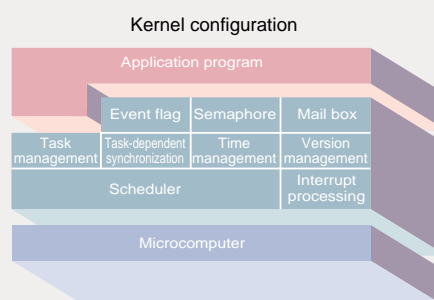 Kernel configuration
Application program
Event flag
Semaphore
Mail box
Task
management
Task-dependent
synchronization
Time
management
Version
management
Scheduler
Interrupt
processing
Microcomputer